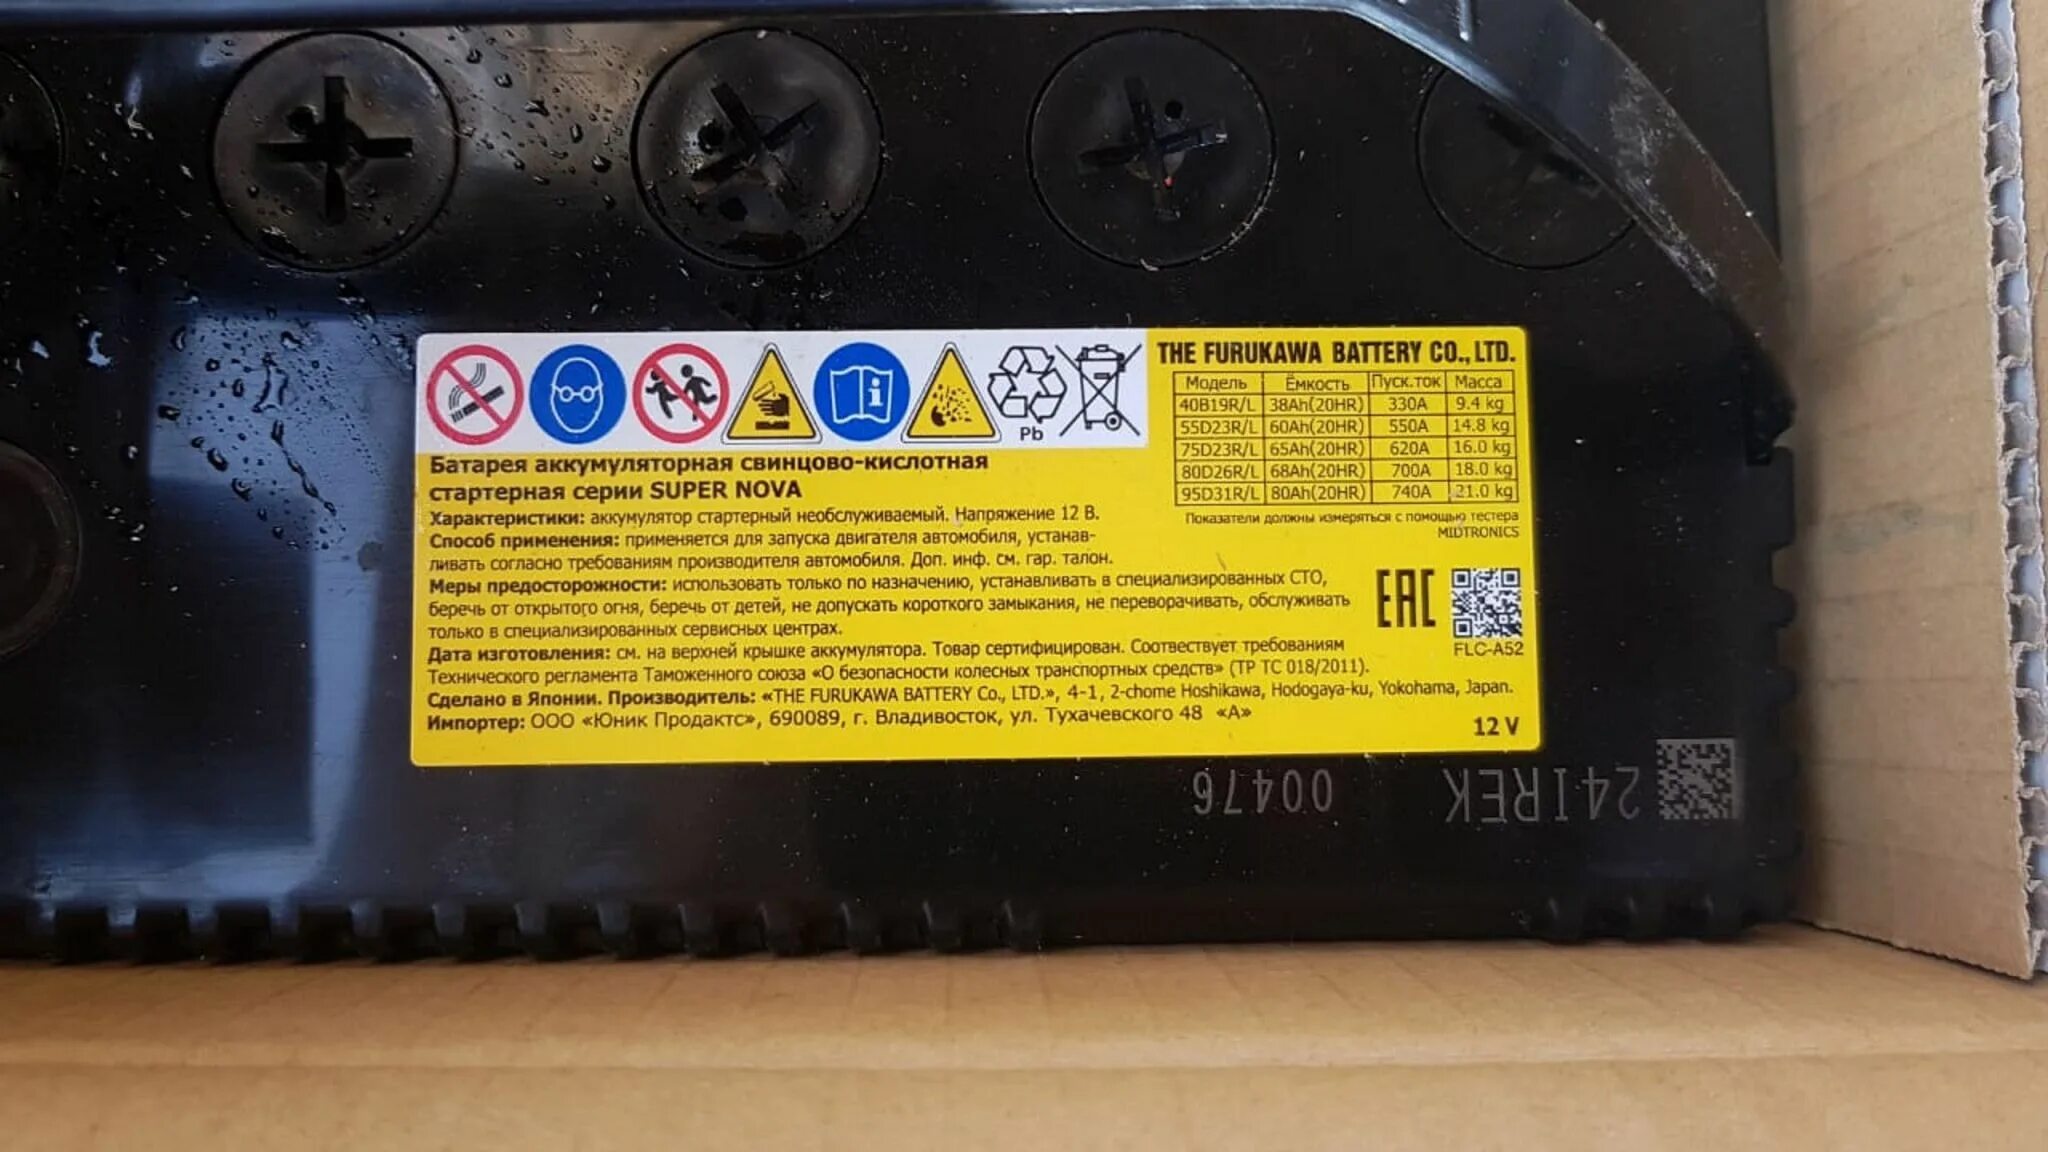 THE FURUKAWA BATTERY CO., LTD.
Модель Ёмкость Пуск.ток Масса
40B19R/L 38Ah(20HR) 330A 9.4 kg
55D23R/L 60Ah(20HR) 550A 14.8 kg
75D23R/L 65Ah(20HR) 620A 16.0 kg
80D26R/L 68Ah(20HR) 700A 18.0 kg
95D31R/L 80Ah(20HR) 740A 21.0 kg
Показатели должны измеряться с помощью тестера
MIDTRONICS
Pb
Батарея аккумуляторная свинцово-кислотная
стартерная серии SUPER NOVA
Характеристики: аккумулятор стартерный необслуживаемый. Напряжение 12 В.
Способ применения: применяется для запуска двигателя автомобиля, устанав-
ливать согласно требованиям производителя автомобиля. Доп. инф. см. гар. талон.
Меры предосторожности: использовать только по назначению, устанавливать в специализированных СТО,
беречь от открытого огня, беречь от детей, не допускать короткого замыкания, не переворачивать, обслуживать
только в специализированных сервисных центрах.
Дата изготовления: см. на верхней крышке аккумулятора. Товар сертифицирован. Соотвествует требованиям
Технического регламента Таможенного союза «О безопасности колесных транспортных средств» (ТР ТС 018/2011).
Сделано в Японии. Производитель: «THE FURUKAWA BATTERY Co., LTD.», 4-1, 2-chome Hoshikawa, Hodogaya-ku, Yokohama, Japan.
Импортер: ООО «Юник Продактс», 690089, г. Владивосток, ул. Тухачевского 48 «А»
EAC
FLC-A52
12 V
24IREK 00476